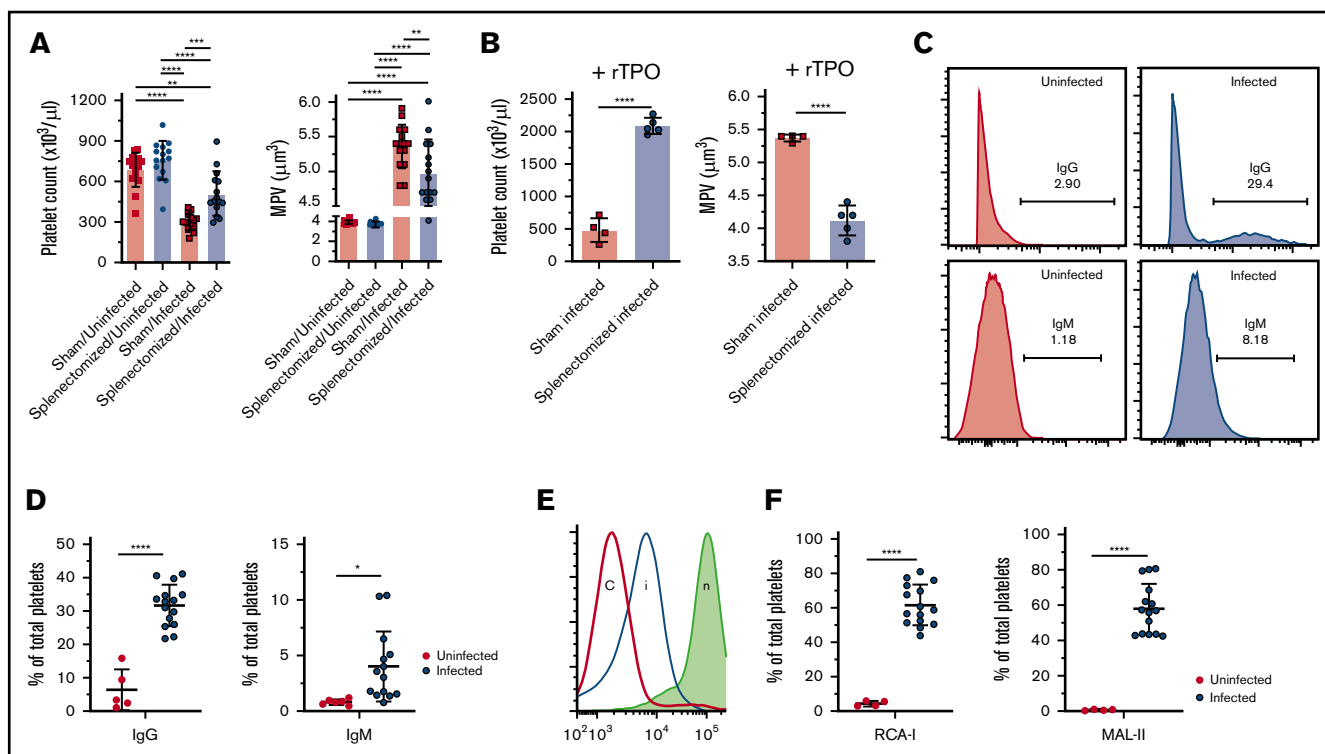 A
B
C
D
E
F
***
****
****
**
****
Platelet count (x10³/μl)
1200
900
600
300
0
Sham/Uninfected
Splenectomized/Uninfected
Sham/Infected
Splenectomized/Infected
**
****
****
****
****
MPV (μm³)
6.0
5.5
5.0
4.5
4
2
0
Sham/Uninfected
Splenectomized/Uninfected
Sham/Infected
Splenectomized/Infected
+ rTPO
****
Platelet count (x10³/μl)
2500
2000
1500
1000
500
0
Sham infected
Splenectomized infected
+ rTPO
****
MPV (μm³)
6.0
5.5
5.0
4.5
4.0
3.5
Sham infected
Splenectomized infected
Uninfected
IgG
2.90
Infected
IgG
29.4
Uninfected
IgM
1.18
Infected
IgM
8.18
****
% of total platelets
50
40
30
20
10
0
IgG
*
% of total platelets
15
10
5
0
IgM
Uninfected
Infected
C
i
n
10² 10³ 10⁴ 10⁵
****
% of total platelets
100
80
60
40
20
0
RCA-I
****
% of total platelets
100
80
60
40
20
0
MAL-II
Uninfected
Infected